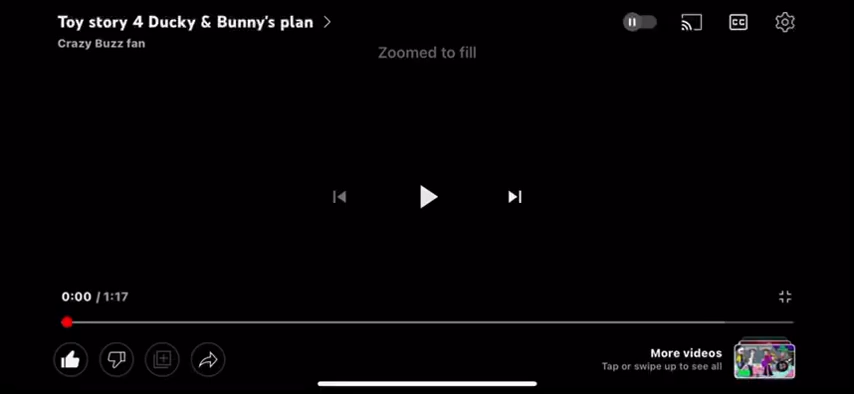 Toy story 4 Ducky & Bunny's plan
Crazy Buzz fan
CC
Zoomed to fill
0:00 / 1:17
More videos
Tap or swipe up to see all